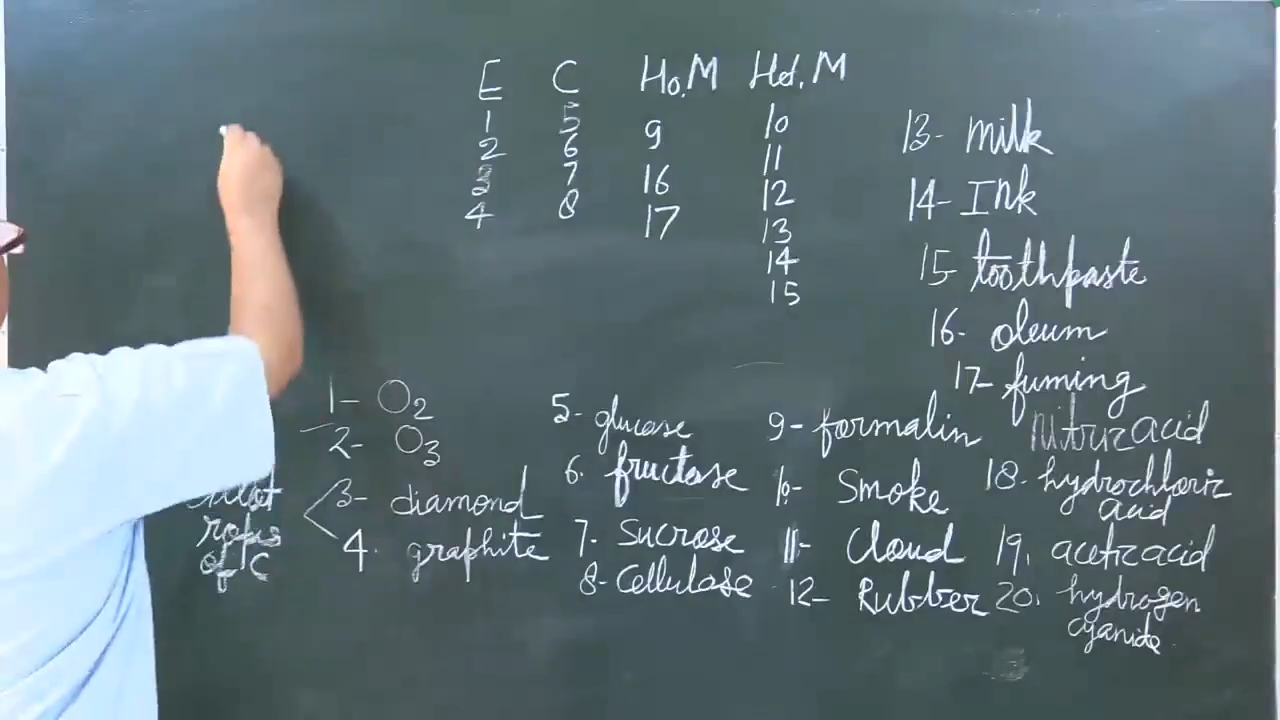 E C Ho.M Het.M
1 5 9 10
2 6 16 11
3 7 17 12
4 8 13
14
15
1- O2
2- O3
3- diamond
4. graphite
rop's
of C
5- glucose
6. fructose
7- Sucrose
8- Cellulose
9- formalin
10- Smoke
11- Cloud
12- Rubber
13- milk
14- Ink
15- toothpaste
16- oleum
17- fuming
Nitric acid
18- hydrochloric
acid
19. acetic acid
20. hydrogen
cyanide